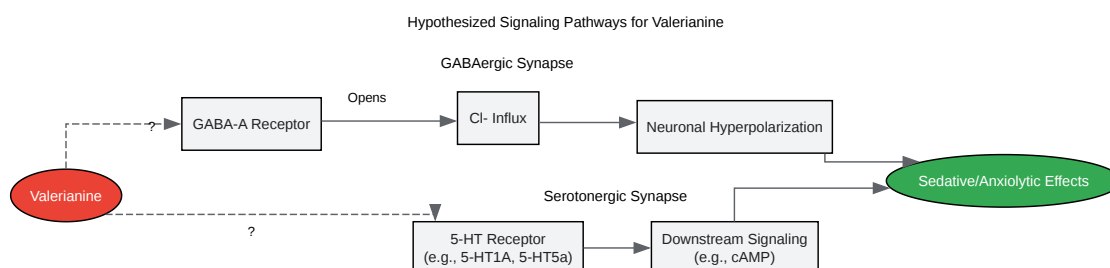 Hypothesized Signaling Pathways for Valerianine
GABAergic Synapse
Opens
?
GABA-A Receptor
Cl- Influx
Neuronal Hyperpolarization
Valerianine
Sedative/Anxiolytic Effects
Serotonergic Synapse
?
5-HT Receptor
(e.g., 5-HT1A, 5-HT5a)
Downstream Signaling
(e.g., cAMP)